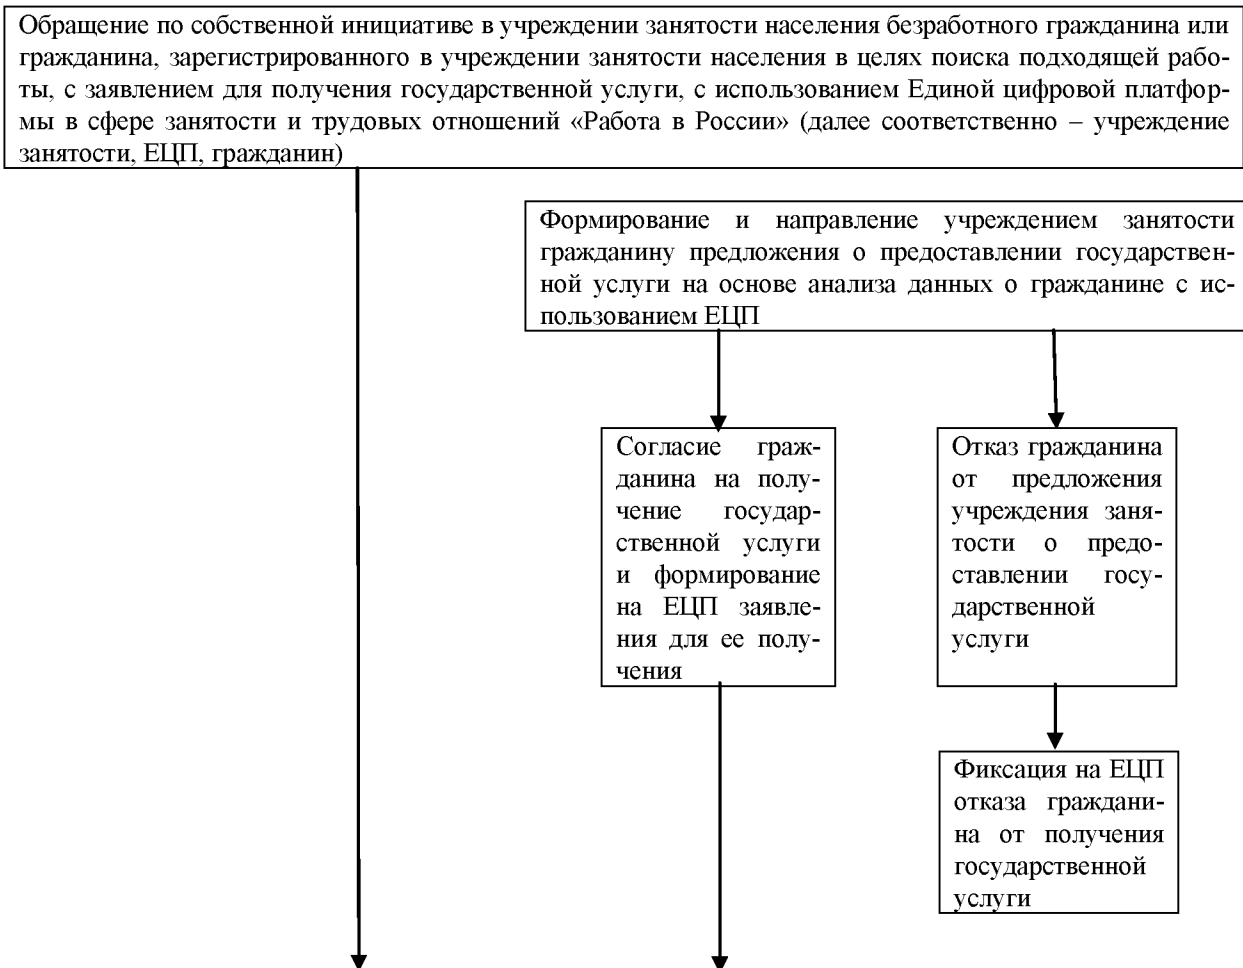 Обращение по собственной инициативе в учреждении занятости населения безработного гражданина или
гражданина, зарегистрированного в учреждении занятости населения в целях поиска подходящей рабо-
ты, с заявлением для получения государственной услуги, с использованием Единой цифровой платфор-
мы в сфере занятости и трудовых отношений «Работа в России» (далее соответственно – учреждение
занятости, ЕЦП, гражданин)
Формирование и направление учреждением занятости
гражданину предложения о предоставлении государствен-
ной услуги на основе анализа данных о гражданине с ис-
пользованием ЕЦП
Согласие граж-
данина на полу-
чение государ-
ственной услуги
и формирование
на ЕЦП заявле-
ния для ее полу-
чения
Отказ гражданина
от предложения
учреждения заня-
тости о предо-
ставлении госу-
дарственной
услуги
Фиксация на ЕЦП
отказа граждани-
на от получения
государственной
услуги